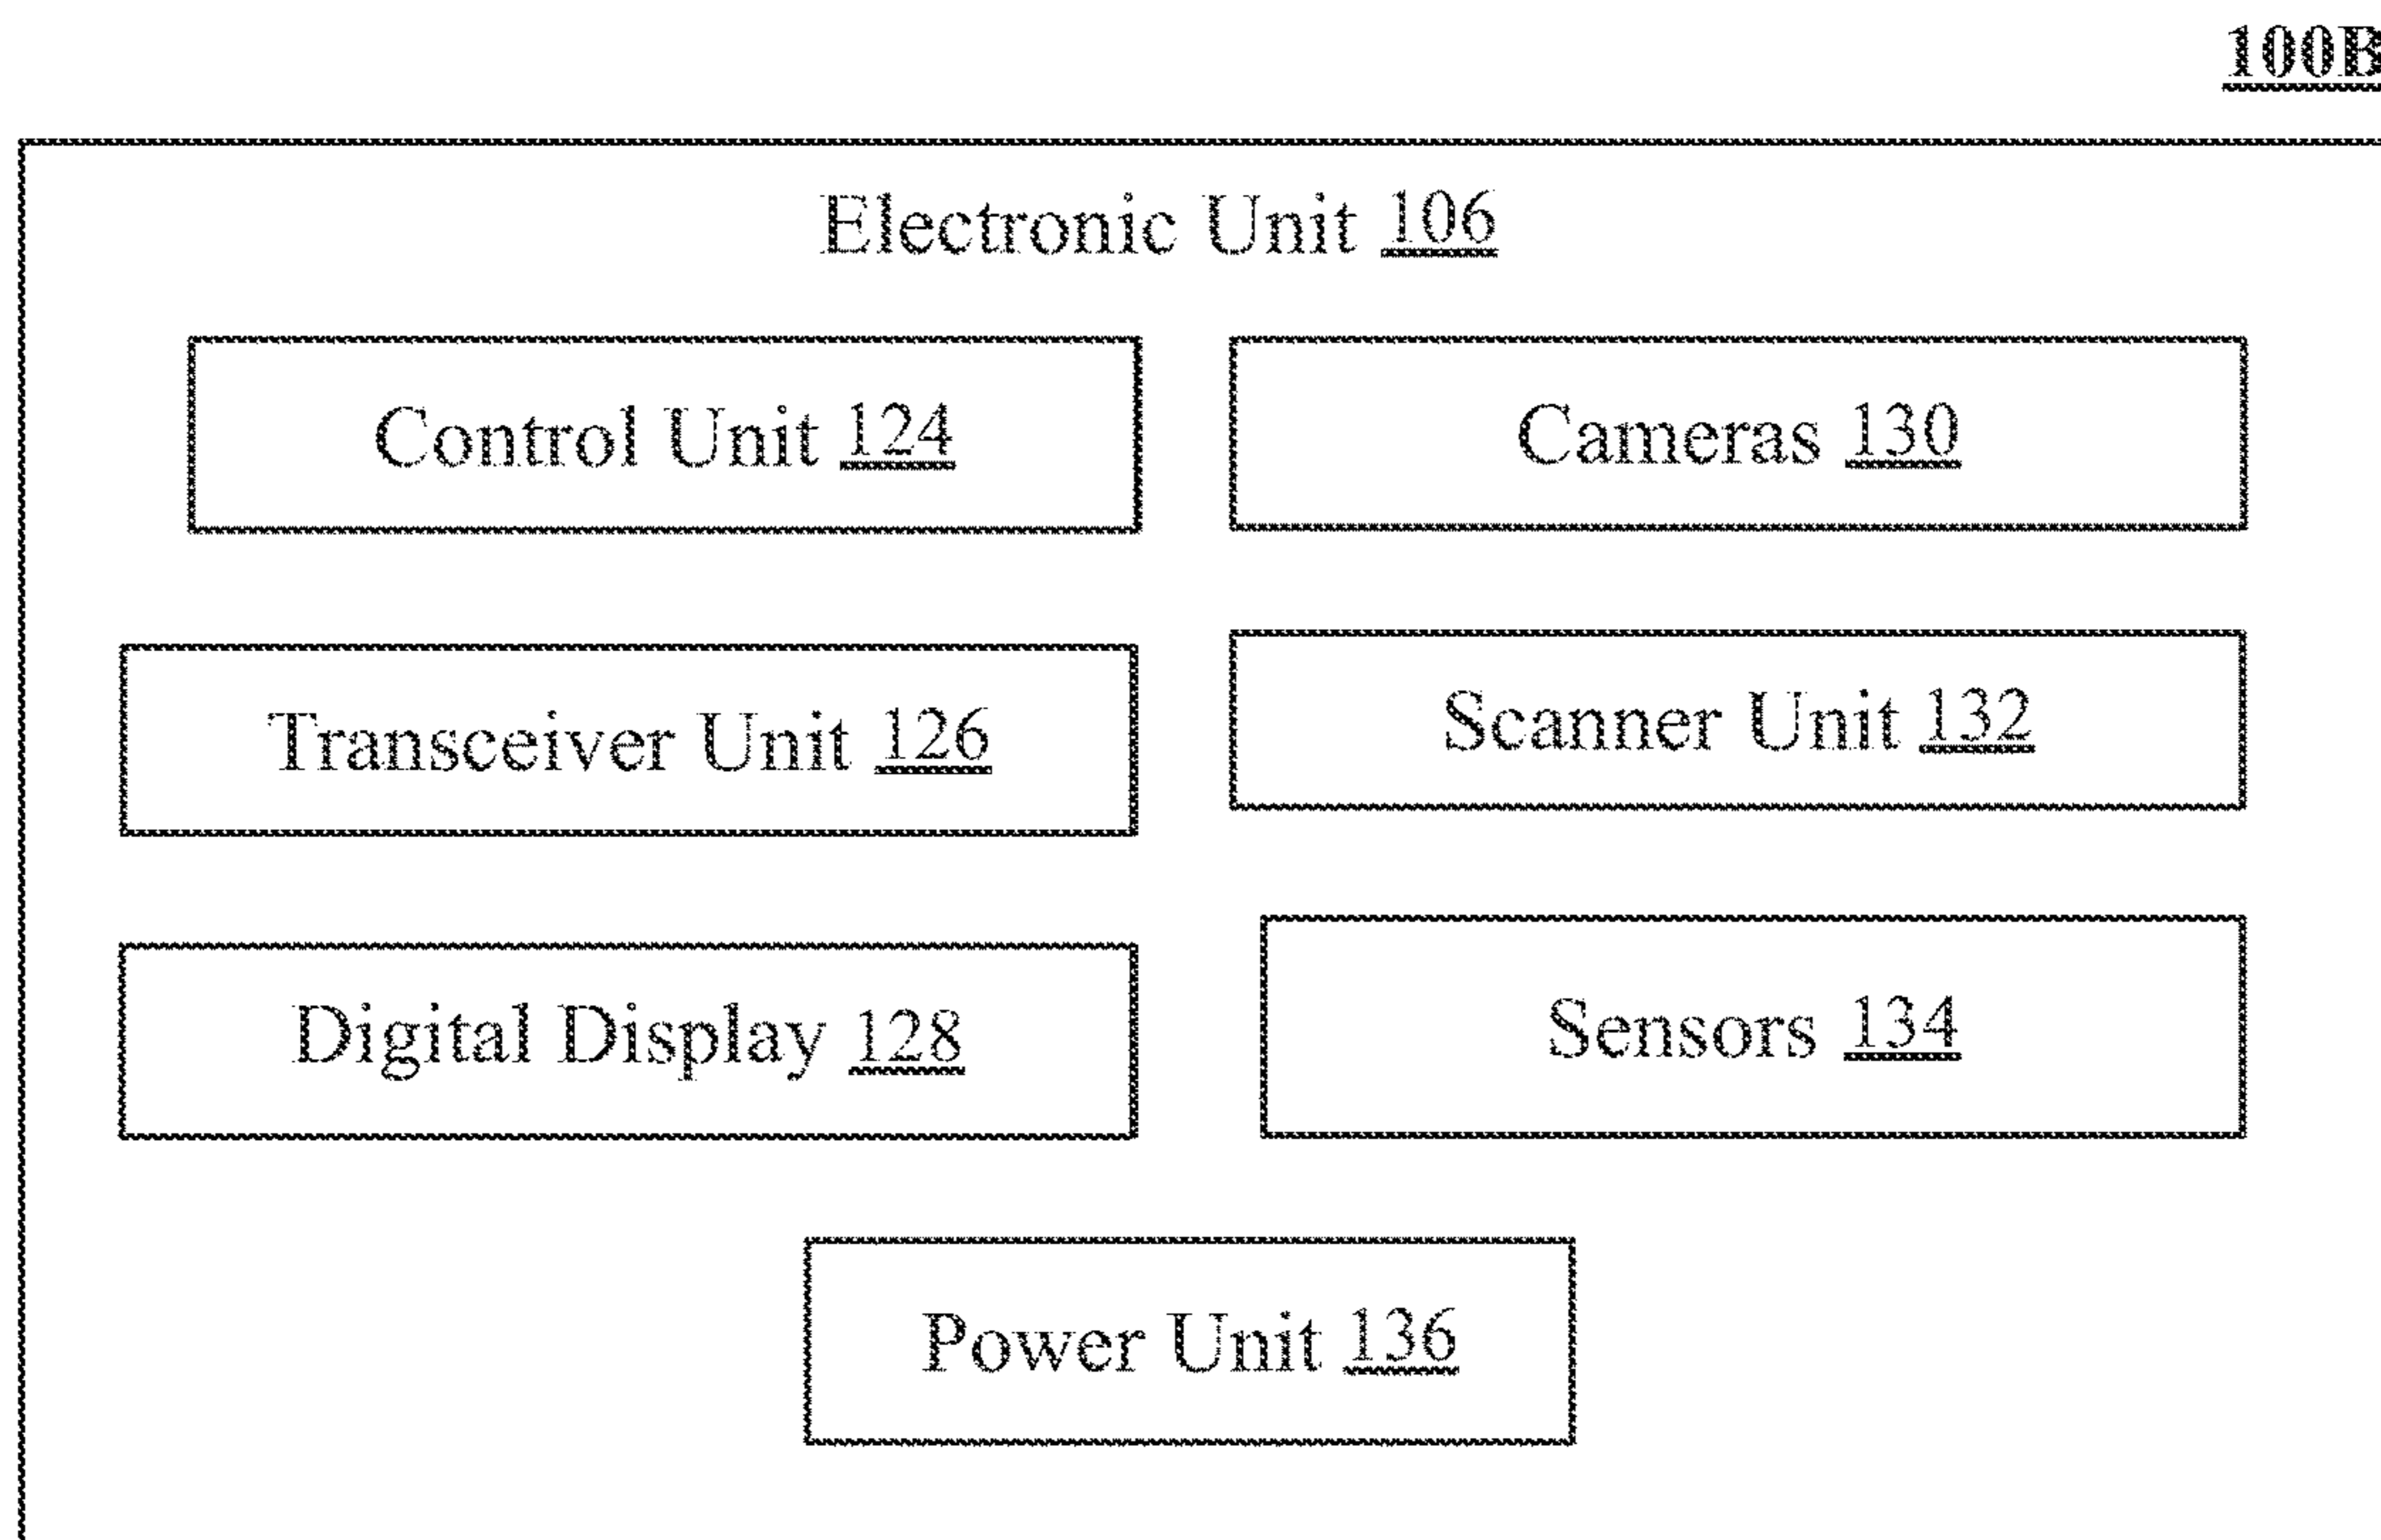 100B
Electronic Unit 106
Control Unit 124
Cameras 130
Transceiver Unit 126
Scanner Unit 132
Digital Display 128
Sensors 134
Power Unit 136